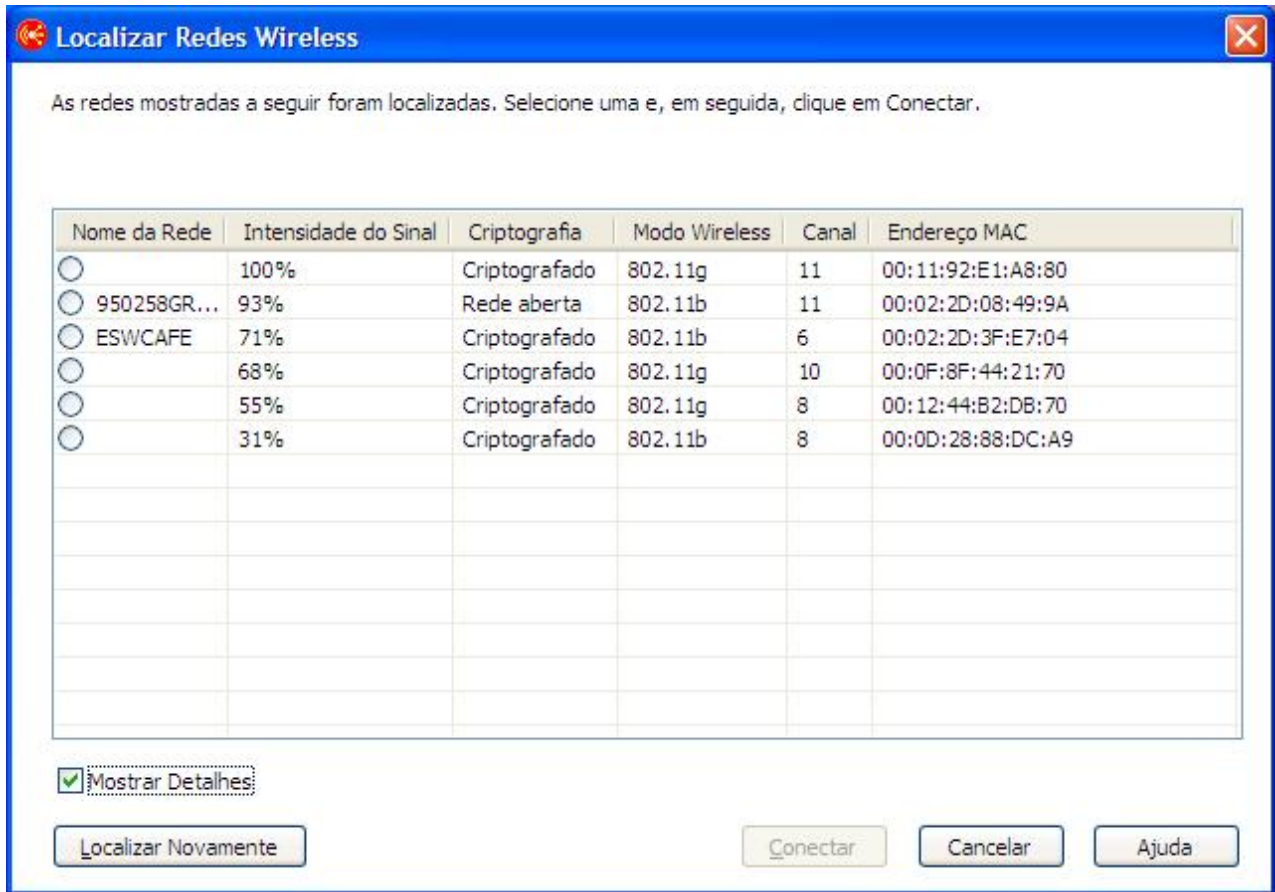 Localizar Redes Wireless
As redes mostradas a seguir foram localizadas. Selecione uma e, em seguida, clique em Conectar.
Nome da Rede Intensidade do Sinal Criptografia Modo Wireless Canal Endereço MAC
100% Criptografado 802.11g 11 00:11:92:E1:A8:80
950258GR... 93% Rede aberta 802.11b 11 00:02:2D:08:49:9A
ESWCAFE 71% Criptografado 802.11b 6 00:02:2D:3F:E7:04
68% Criptografado 802.11g 10 00:0F:8F:44:21:70
55% Criptografado 802.11g 8 00:12:44:B2:DB:70
31% Criptografado 802.11b 8 00:0D:28:88:DC:A9
Mostrar Detalhes
Localizar Novamente Conectar Cancelar Ajuda